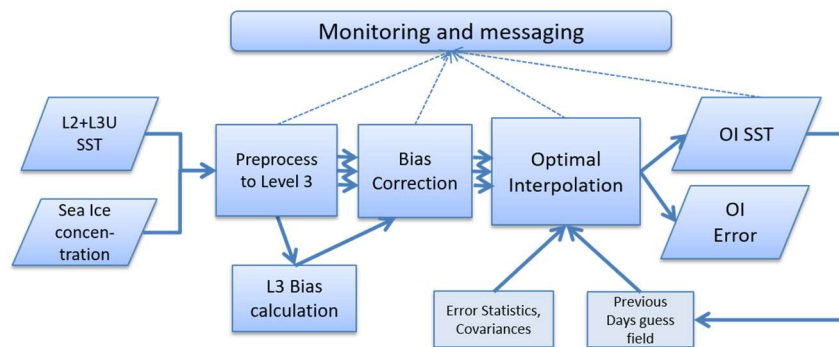 Monitoring and messaging
L2+L3U
SST
Sea Ice
concen-
tration
Preprocess
to Level 3
Bias
Correction
Optimal
Interpolation
OI SST
OI
Error
L3 Bias
calculation
Error Statistics,
Covariances
Previous
Days guess
field